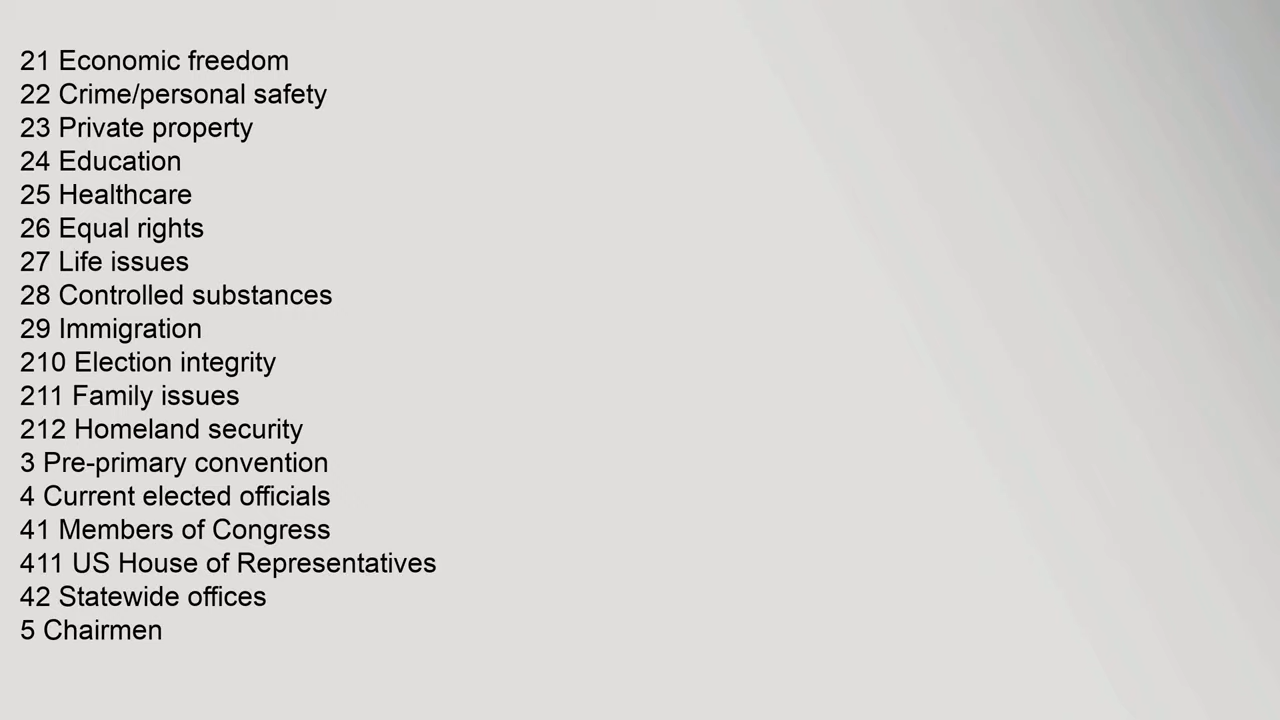 21 Economic freedom
22 Crime/personal safety
23 Private property
24 Education
25 Healthcare
26 Equal rights
27 Life issues
28 Controlled substances
29 Immigration
210 Election integrity
211 Family issues
212 Homeland security
3 Pre-primary convention
4 Current elected officials
41 Members of Congress
411 US House of Representatives
42 Statewide offices
5 Chairmen